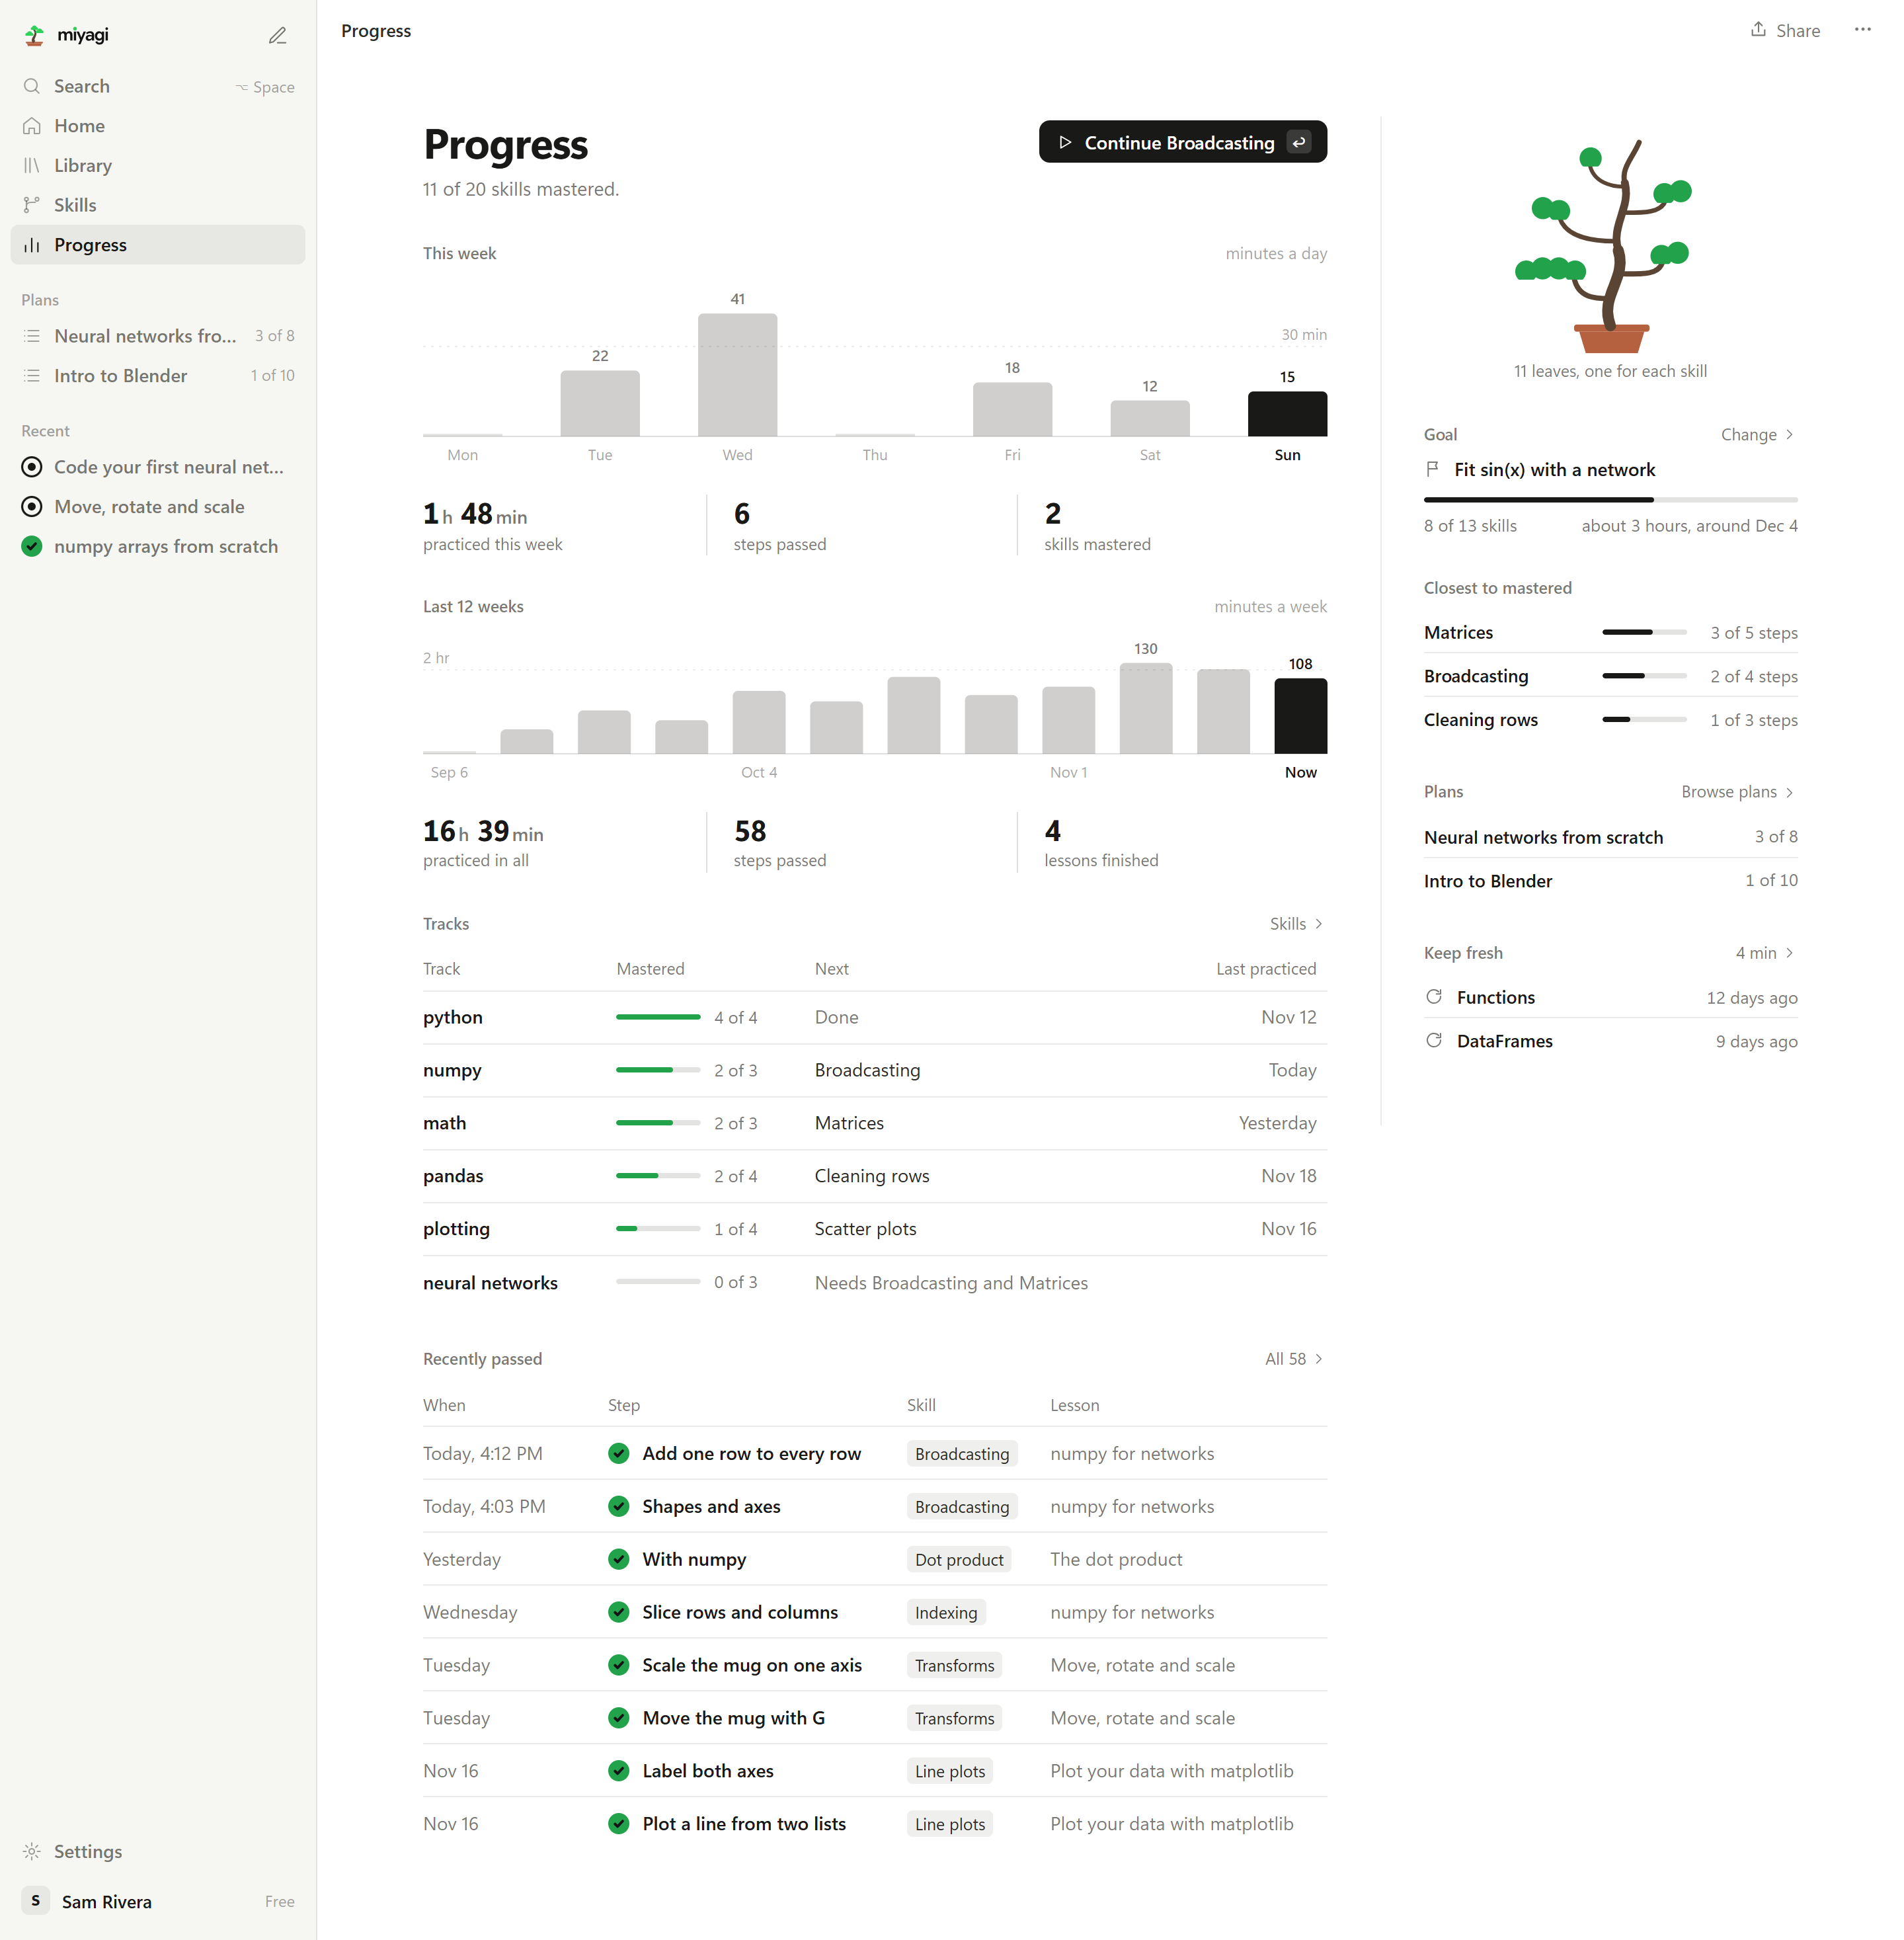 miyagi
Search ⌥ Space
Home
Library
Skills
Progress
Plans
Neural networks fro... 3 of 8
Intro to Blender 1 of 10
Recent
Code your first neural net...
Move, rotate and scale
numpy arrays from scratch
Settings
S Sam Rivera Free
Progress
Share
Progress
11 of 20 skills mastered.
Continue Broadcasting
This week minutes a day
30 min
22 41 18 12 15
Mon Tue Wed Thu Fri Sat Sun
1 h 48 min
practiced this week
6
steps passed
2
skills mastered
Last 12 weeks minutes a week
2 hr
130 108
Sep 6 Oct 4 Nov 1 Now
16 h 39 min
practiced in all
58
steps passed
4
lessons finished
Tracks Skills
Track Mastered Next Last practiced
python 4 of 4 Done Nov 12
numpy 2 of 3 Broadcasting Today
math 2 of 3 Matrices Yesterday
pandas 2 of 4 Cleaning rows Nov 18
plotting 1 of 4 Scatter plots Nov 16
neural networks 0 of 3 Needs Broadcasting and Matrices
Recently passed All 58
When Step Skill Lesson
Today, 4:12 PM Add one row to every row Broadcasting numpy for networks
Today, 4:03 PM Shapes and axes Broadcasting numpy for networks
Yesterday With numpy Dot product The dot product
Wednesday Slice rows and columns Indexing numpy for networks
Tuesday Scale the mug on one axis Transforms Move, rotate and scale
Tuesday Move the mug with G Transforms Move, rotate and scale
Nov 16 Label both axes Line plots Plot your data with matplotlib
Nov 16 Plot a line from two lists Line plots Plot your data with matplotlib
11 leaves, one for each skill
Goal Change
Fit sin(x) with a network
8 of 13 skills about 3 hours, around Dec 4
Closest to mastered
Matrices 3 of 5 steps
Broadcasting 2 of 4 steps
Cleaning rows 1 of 3 steps
Plans Browse plans
Neural networks from scratch 3 of 8
Intro to Blender 1 of 10
Keep fresh 4 min
Functions 12 days ago
DataFrames 9 days ago